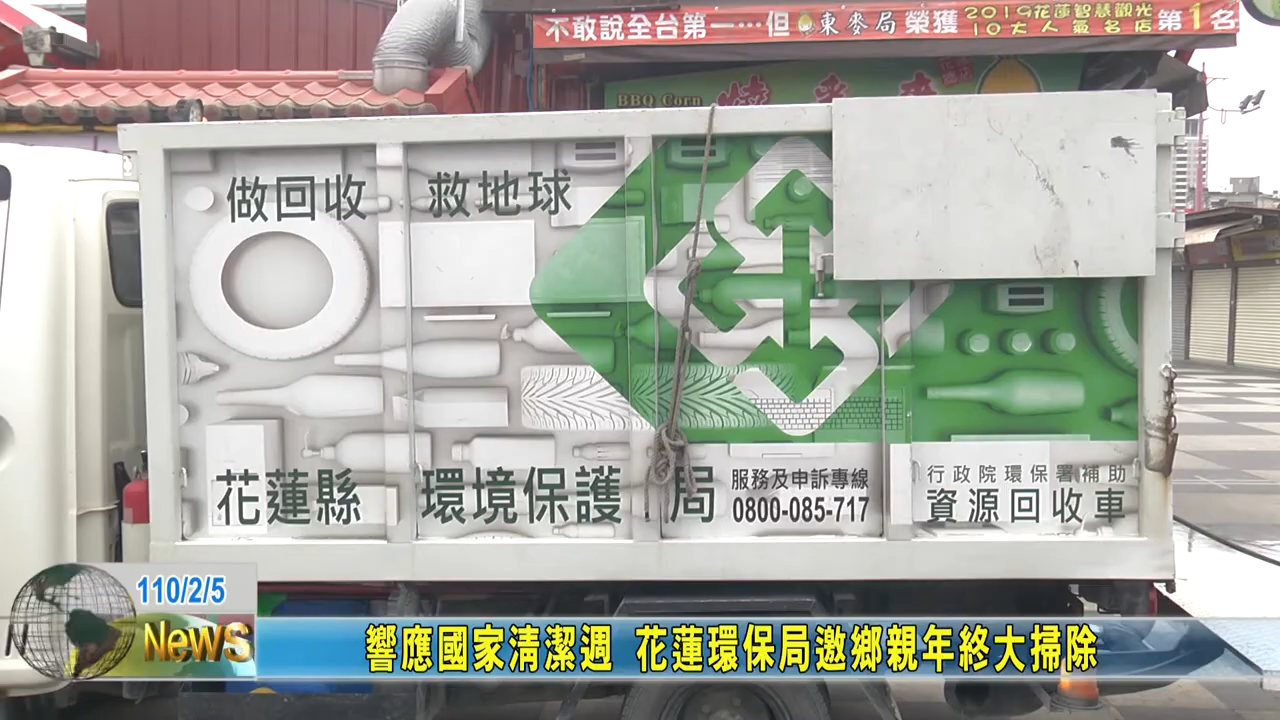 不敢說全台第一…但 東麥局 榮獲 2019花蓮智慧觀光 10大人氣名店 第1名
BBQ Corn
做回收 救地球
花蓮縣 環境保護局
服務及申訴專線
0800-085-717
行政院環保署補助
資源回收車
110/2/5
News
響應國家清潔週 花蓮環保局邀鄉親年終大掃除